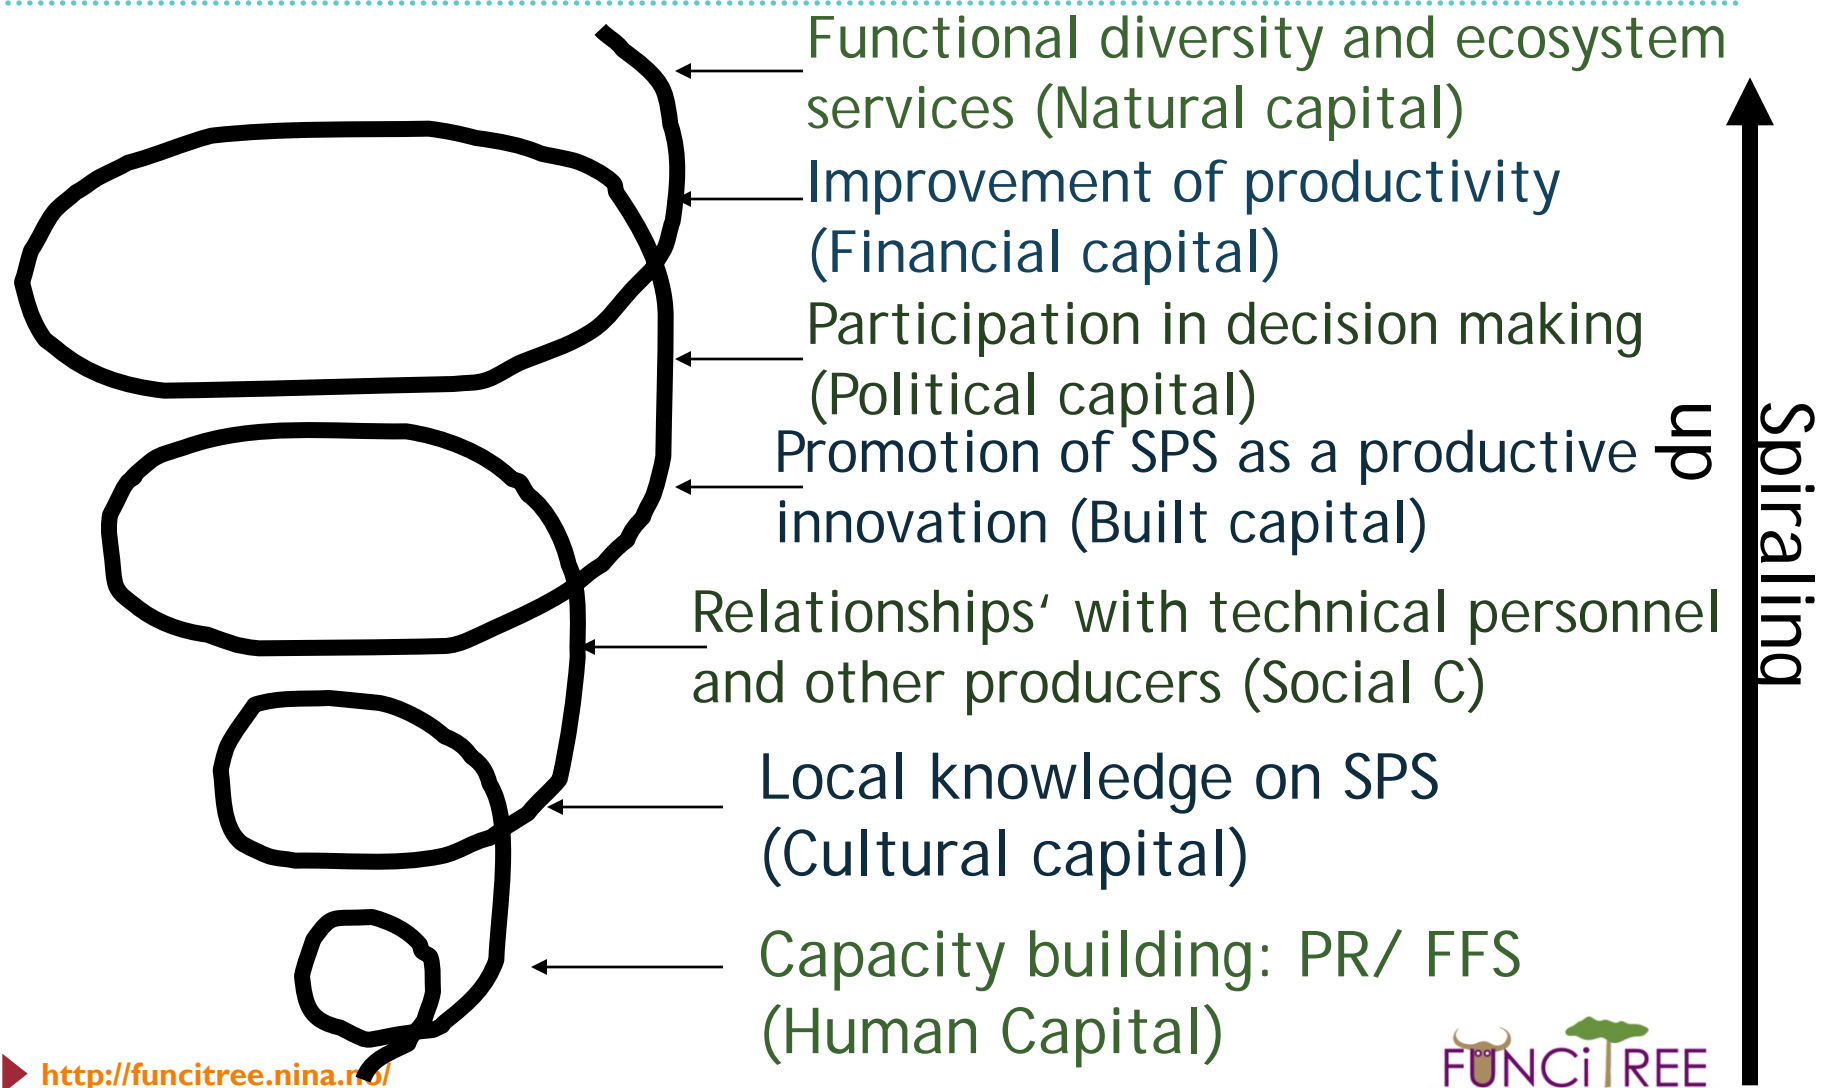 Functional diversity and ecosystem
services (Natural capital)
Improvement of productivity
(Financial capital)
Participation in decision making
(Political capital)
Promotion of SPS as a productive
innovation (Built capital)
Relationships‘ with technical personnel
and other producers (Social C)
Local knowledge on SPS
(Cultural capital)
Capacity building: PR/ FFS
(Human Capital)
Spiraling
up
http://funcitree.nina.no/
FUNCiTREE